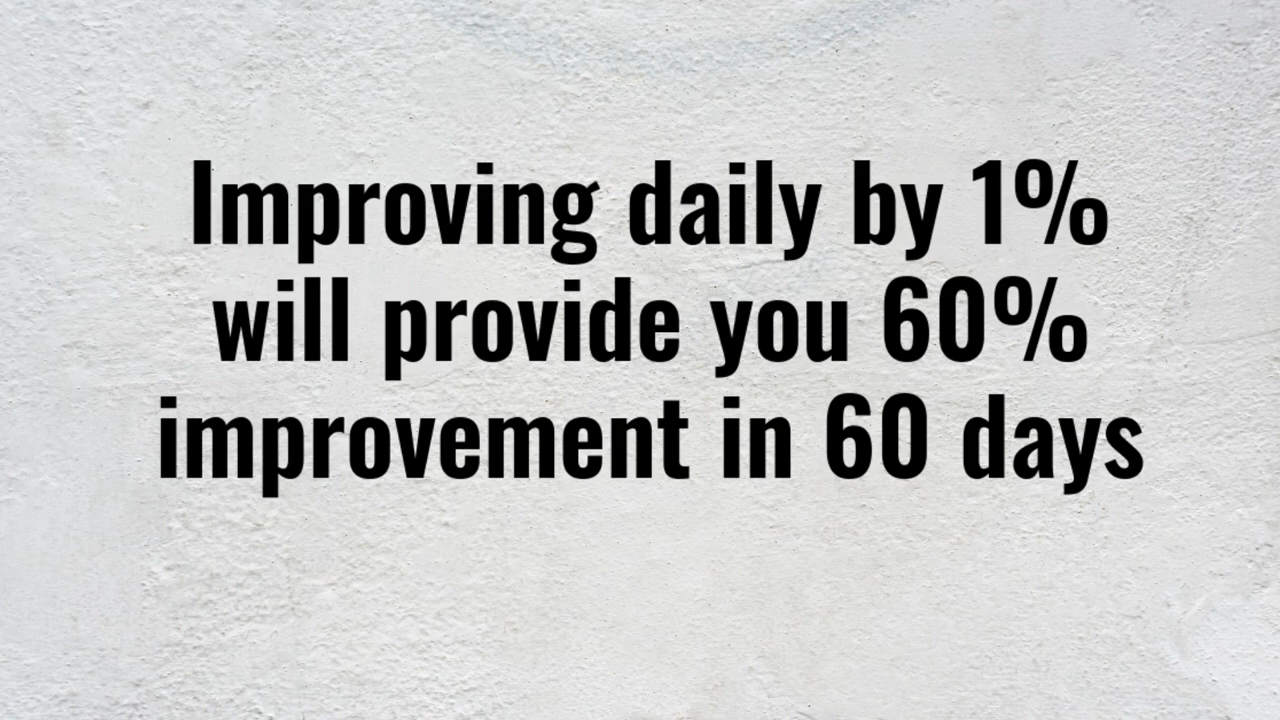 Improving daily by 1%
will provide you 60%
improvement in 60 days